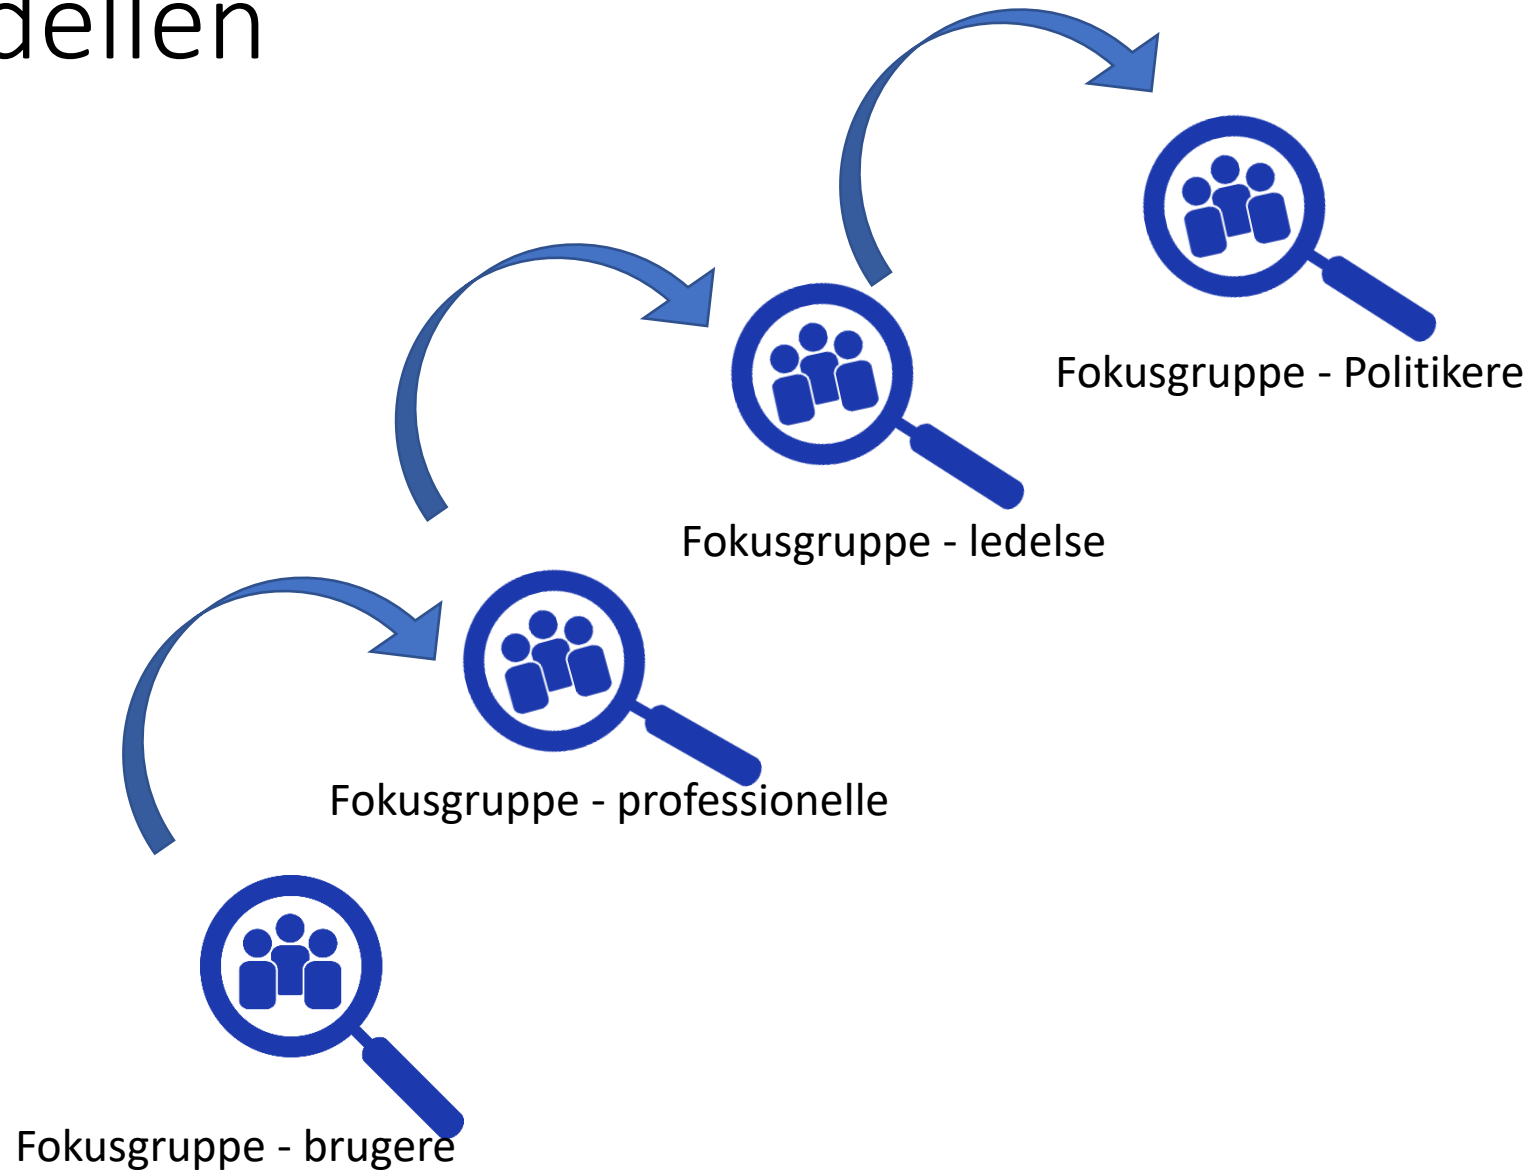 dellen
Fokusgruppe - Politikere
Fokusgruppe - ledelse
Fokusgruppe - professionelle
Fokusgruppe - brugere